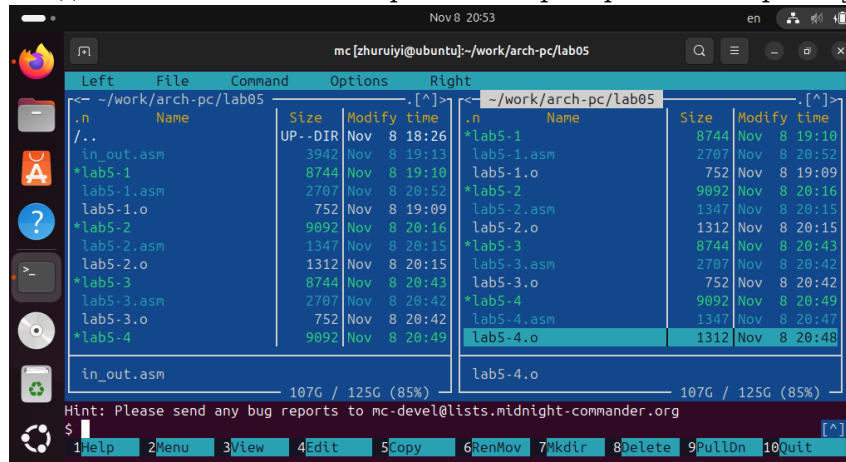 Nov 8 20:53
en
mc [zhuruiyi@ubuntu]:~/work/arch-pc/lab05
Left File Command Options Right
<─ ~/work/arch-pc/lab05 ─.[^]>
.n Name Size Modify time
/.. UP--DIR Nov 8 18:26
in_out.asm 3942 Nov 8 19:13
*lab5-1 8744 Nov 8 19:10
lab5-1.asm 2707 Nov 8 20:52
lab5-1.o 752 Nov 8 19:09
*lab5-2 9092 Nov 8 20:16
lab5-2.asm 1347 Nov 8 20:15
lab5-2.o 1312 Nov 8 20:15
*lab5-3 8744 Nov 8 20:43
lab5-3.asm 2707 Nov 8 20:42
lab5-3.o 752 Nov 8 20:42
*lab5-4 9092 Nov 8 20:49
in_out.asm
107G / 125G (85%)
<─ ~/work/arch-pc/lab05 ─.[^]>
.n Name Size Modify time
*lab5-1 8744 Nov 8 19:10
lab5-1.asm 2707 Nov 8 20:52
lab5-1.o 752 Nov 8 19:09
*lab5-2 9092 Nov 8 20:16
lab5-2.asm 1347 Nov 8 20:15
lab5-2.o 1312 Nov 8 20:15
*lab5-3 8744 Nov 8 20:43
lab5-3.asm 2707 Nov 8 20:42
lab5-3.o 752 Nov 8 20:42
*lab5-4 9092 Nov 8 20:49
lab5-4.asm 1347 Nov 8 20:47
lab5-4.o 1312 Nov 8 20:48
lab5-4.o
107G / 125G (85%)
Hint: Please send any bug reports to mc-devel@lists.midnight-commander.org
$ [^]
1Help 2Menu 3View 4Edit 5Copy 6RenMov 7Mkdir 8Delete 9PullDn 10Quit